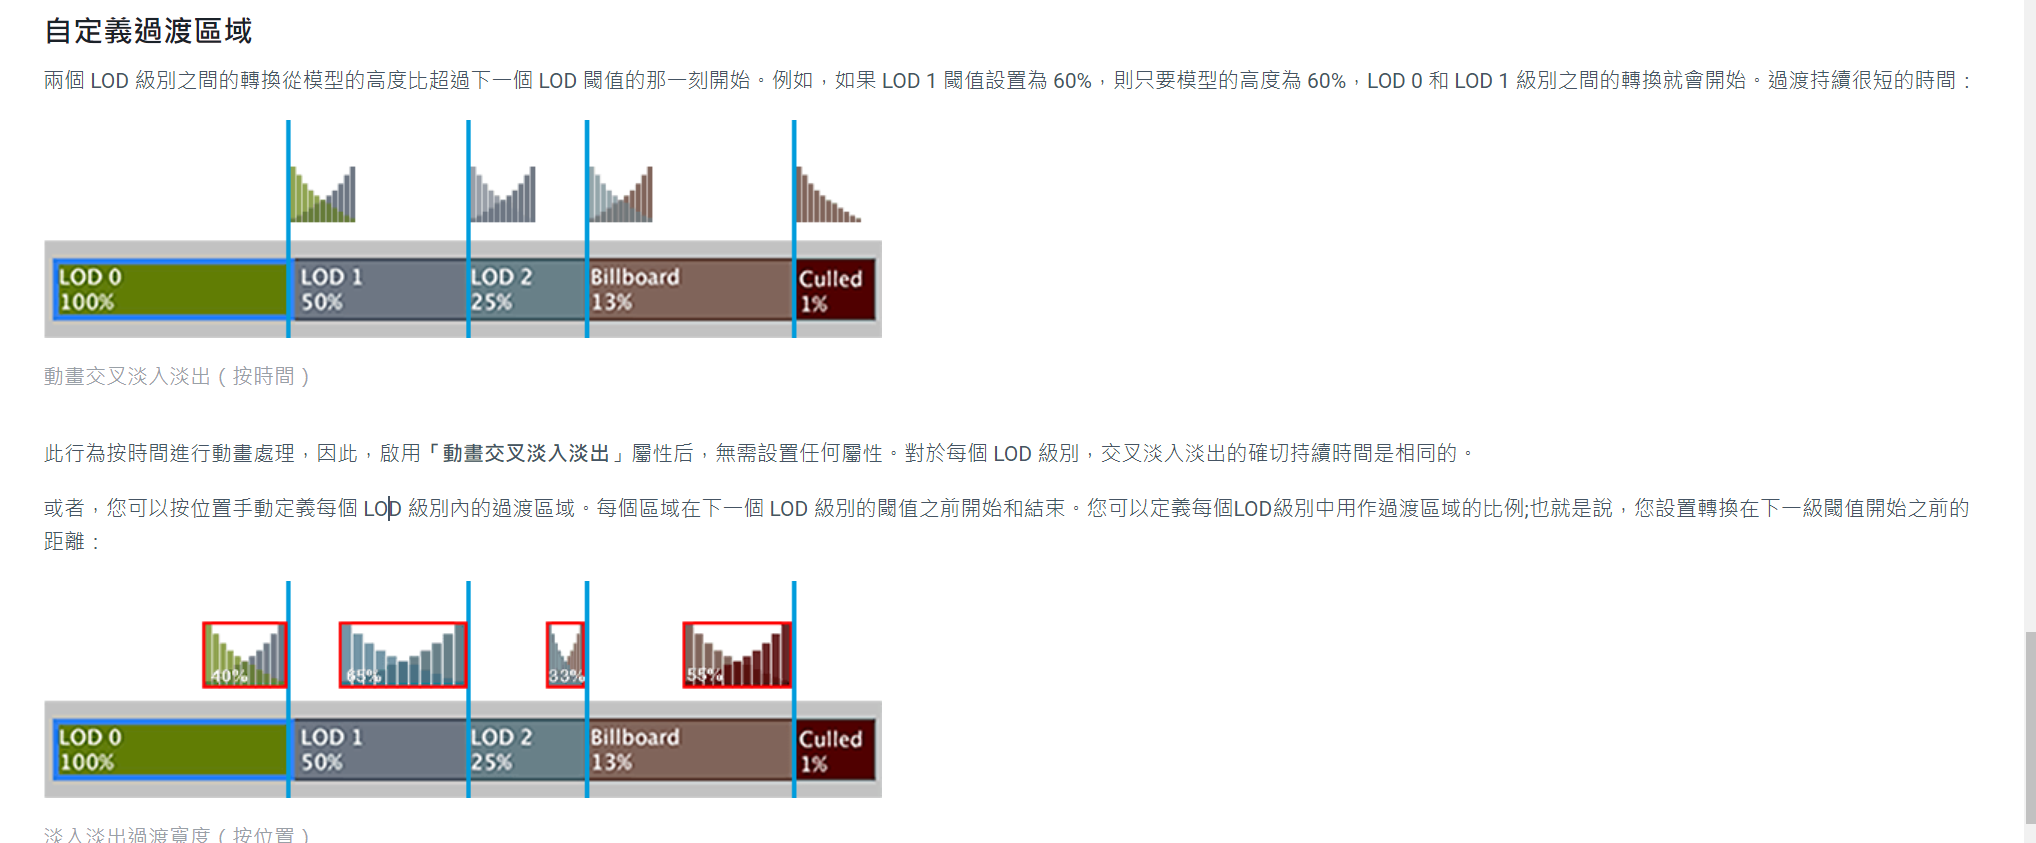 自定義過渡區域
兩個 LOD 級別之間的轉換從模型的高度比超過下一個 LOD 閾值的那一刻開始。例如，如果 LOD 1 閾值設置為 60%，則只要模型的高度為 60%，LOD 0 和 LOD 1 級別之間的轉換就會開始。過渡持續很短的時間：
LOD 0 LOD 1 LOD 2 Billboard Culled
100% 50% 25% 13% 1%
動畫交叉淡入淡出（按時間）
此行為按時間進行動畫處理，因此，啟用「動畫交叉淡入淡出」屬性后，無需設置任何屬性。對於每個 LOD 級別，交叉淡入淡出的確切持續時間是相同的。
或者，您可以按位置手動定義每個 LOD 級別內的過渡區域。每個區域在下一個 LOD 級別的閾值之前開始和結束。您可以定義每個LOD級別中用作過渡區域的比例;也就是說，您設置轉換在下一級閾值開始之前的
距離：
40% 65% 33% 55%
LOD 0 LOD 1 LOD 2 Billboard Culled
100% 50% 25% 13% 1%
淡入淡出過渡寬度（按位置）